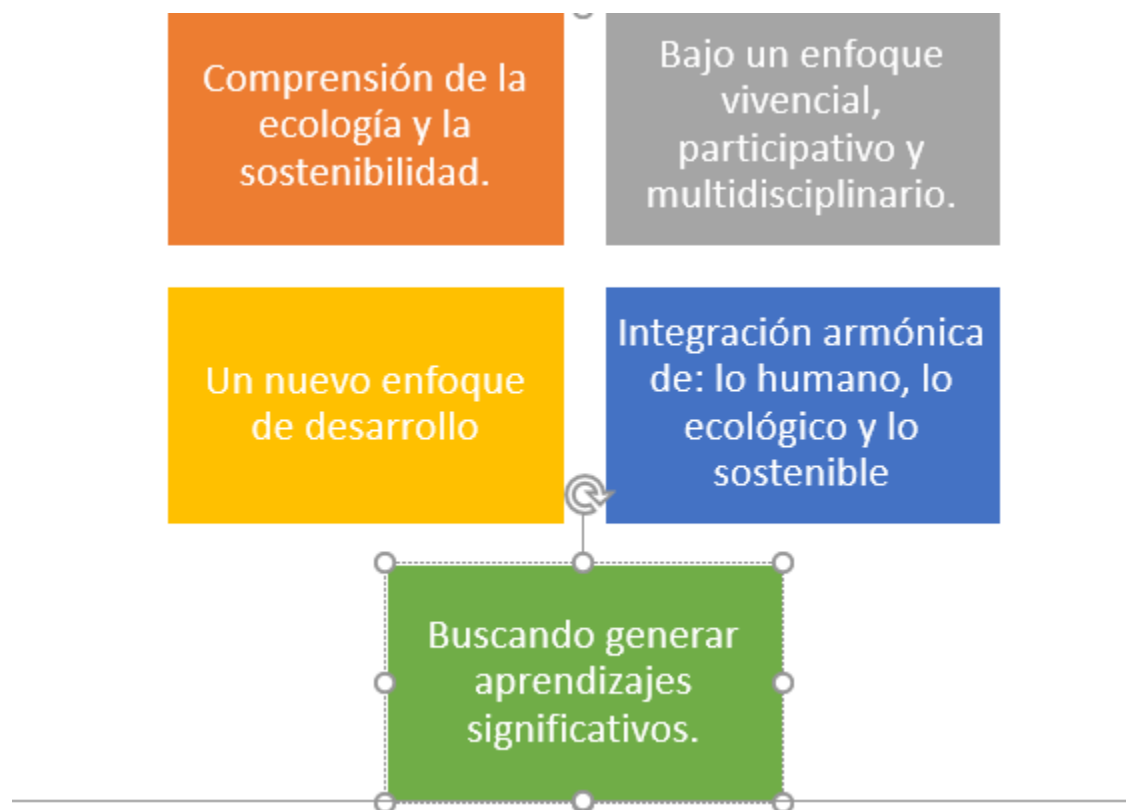 Comprensión de la
ecología y la
sostenibilidad.
Bajo un enfoque
vivencial,
participativo y
multidisciplinario.
Un nuevo enfoque
de desarrollo
Integración armónica
de: lo humano, lo
ecológico y lo
sostenible
Buscando generar
aprendizajes
significativos.